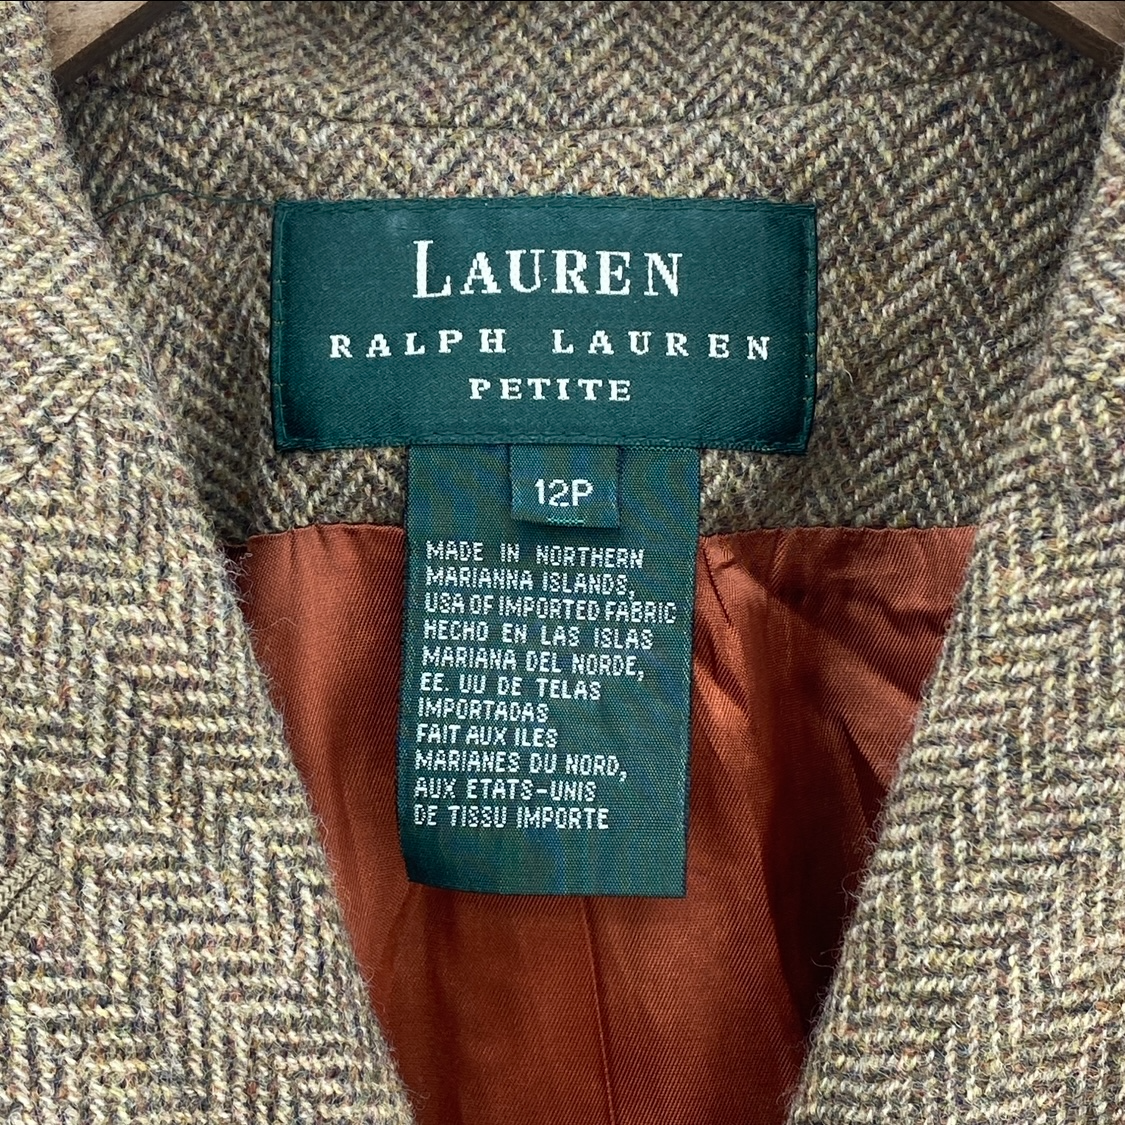 LAUREN
RALPH LAUREN
PETITE
12P
MADE IN NORTHERN
MARIANNA ISLANDS,
USA OF IMPORTED FABRIC
HECHO EN LAS ISLAS
MARIANA DEL NORDE,
EE. UU DE TELAS
IMPORTADAS
FAIT AUX ILES
MARIANES DU NORD,
AUX ETATS-UNIS
DE TISSU IMPORTE